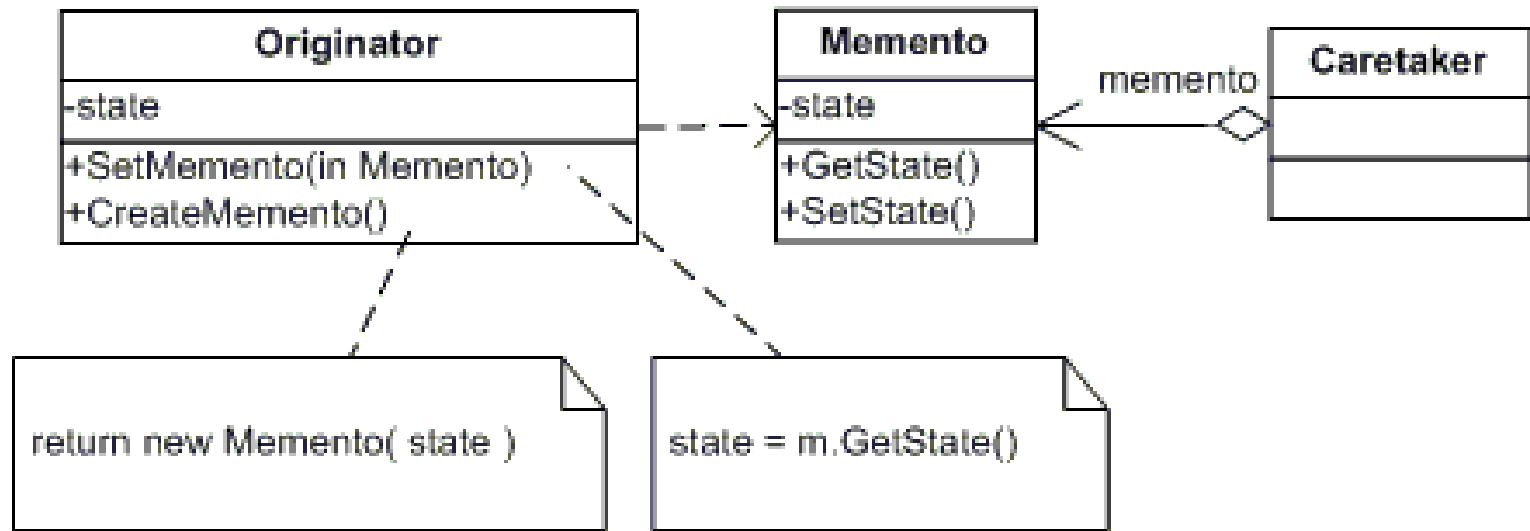 Originator
-state
+SetMemento(in Memento)
+CreateMemento()
Memento
-state
+GetState()
+SetState()
memento
Caretaker
return new Memento( state )
state = m.GetState()